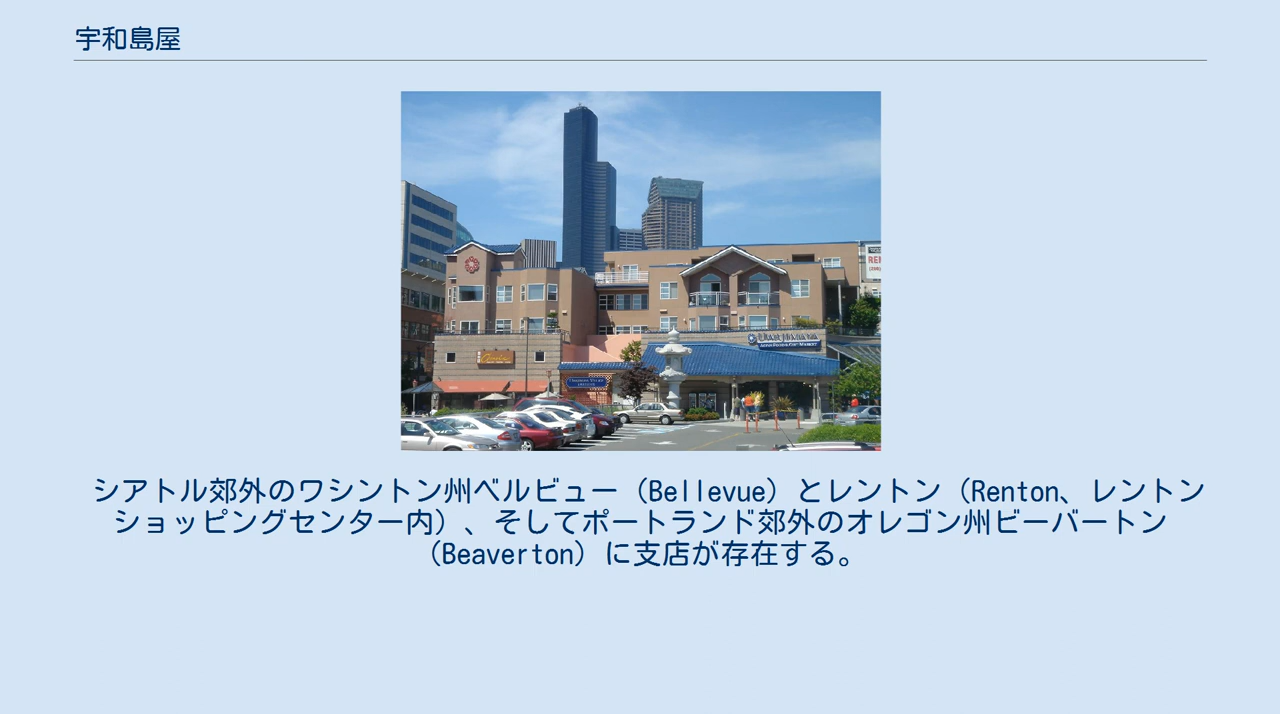 宇和島屋
UWAJIMAYA
シアトル郊外のワシントン州ベルビュー（Bellevue）とレントン（Renton、レントン
ショッピングセンター内）、そしてポートランド郊外のオレゴン州ビーバートン
（Beaverton）に支店が存在する。